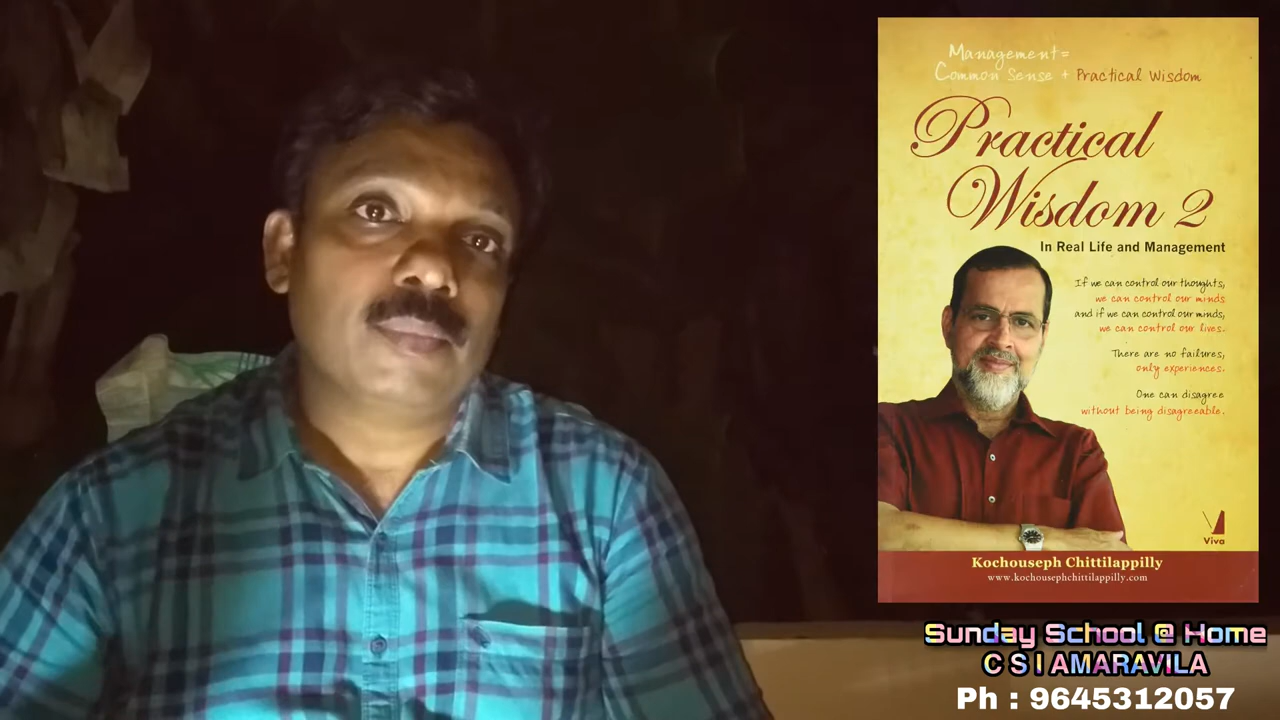 Management=
Common Sense + Practical Wisdom
Practical
Wisdom 2
In Real Life and Management
If we can control our thoughts,
we can control our minds
and if we can control our minds,
we can control our lives.
There are no failures,
only experiences.
One can disagree
without being disagreeable.
Viva
Kochouseph Chittilappilly
www.kochousephchittilappilly.com
Sunday School @ Home
C S I AMARAVILA
Ph : 9645312057